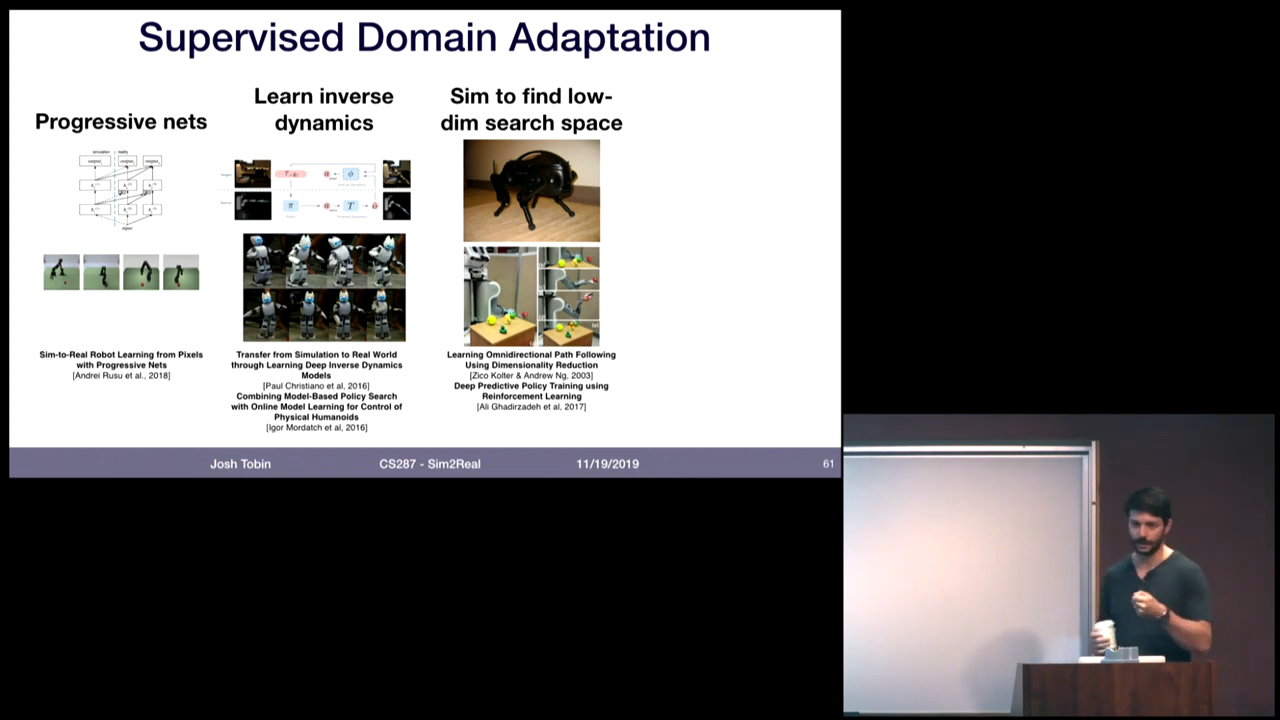 Supervised Domain Adaptation
Progressive nets
simulation
reality
Sim-to-Real Robot Learning from Pixels
with Progressive Nets
[Andrei Rusu et al., 2018]
Learn inverse
dynamics
Transfer from Simulation to Real World
through Learning Deep Inverse Dynamics
Models
[Paul Christiano et al, 2016]
Combining Model-Based Policy Search
with Online Model Learning for Control of
Physical Humanoids
[Igor Mordatch et al, 2016]
Sim to find low-
dim search space
Learning Omnidirectional Path Following
Using Dimensionality Reduction
[Zico Kolter & Andrew Ng, 2003]
Deep Predictive Policy Training using
Reinforcement Learning
[Ali Ghadirzadeh et al, 2017]
Josh Tobin
CS287 - Sim2Real
11/19/2019
61